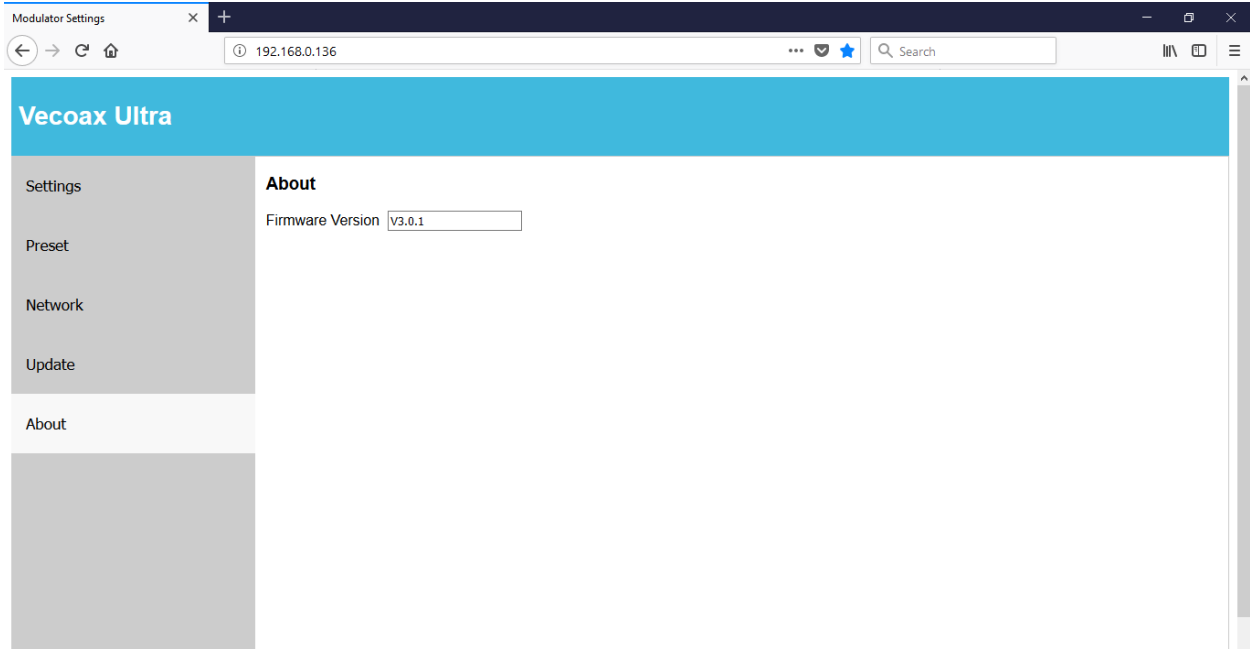 Modulator Settings
192.168.0.136
Search
Vecoax Ultra
Settings
Preset
Network
Update
About
About
Firmware Version V3.0.1